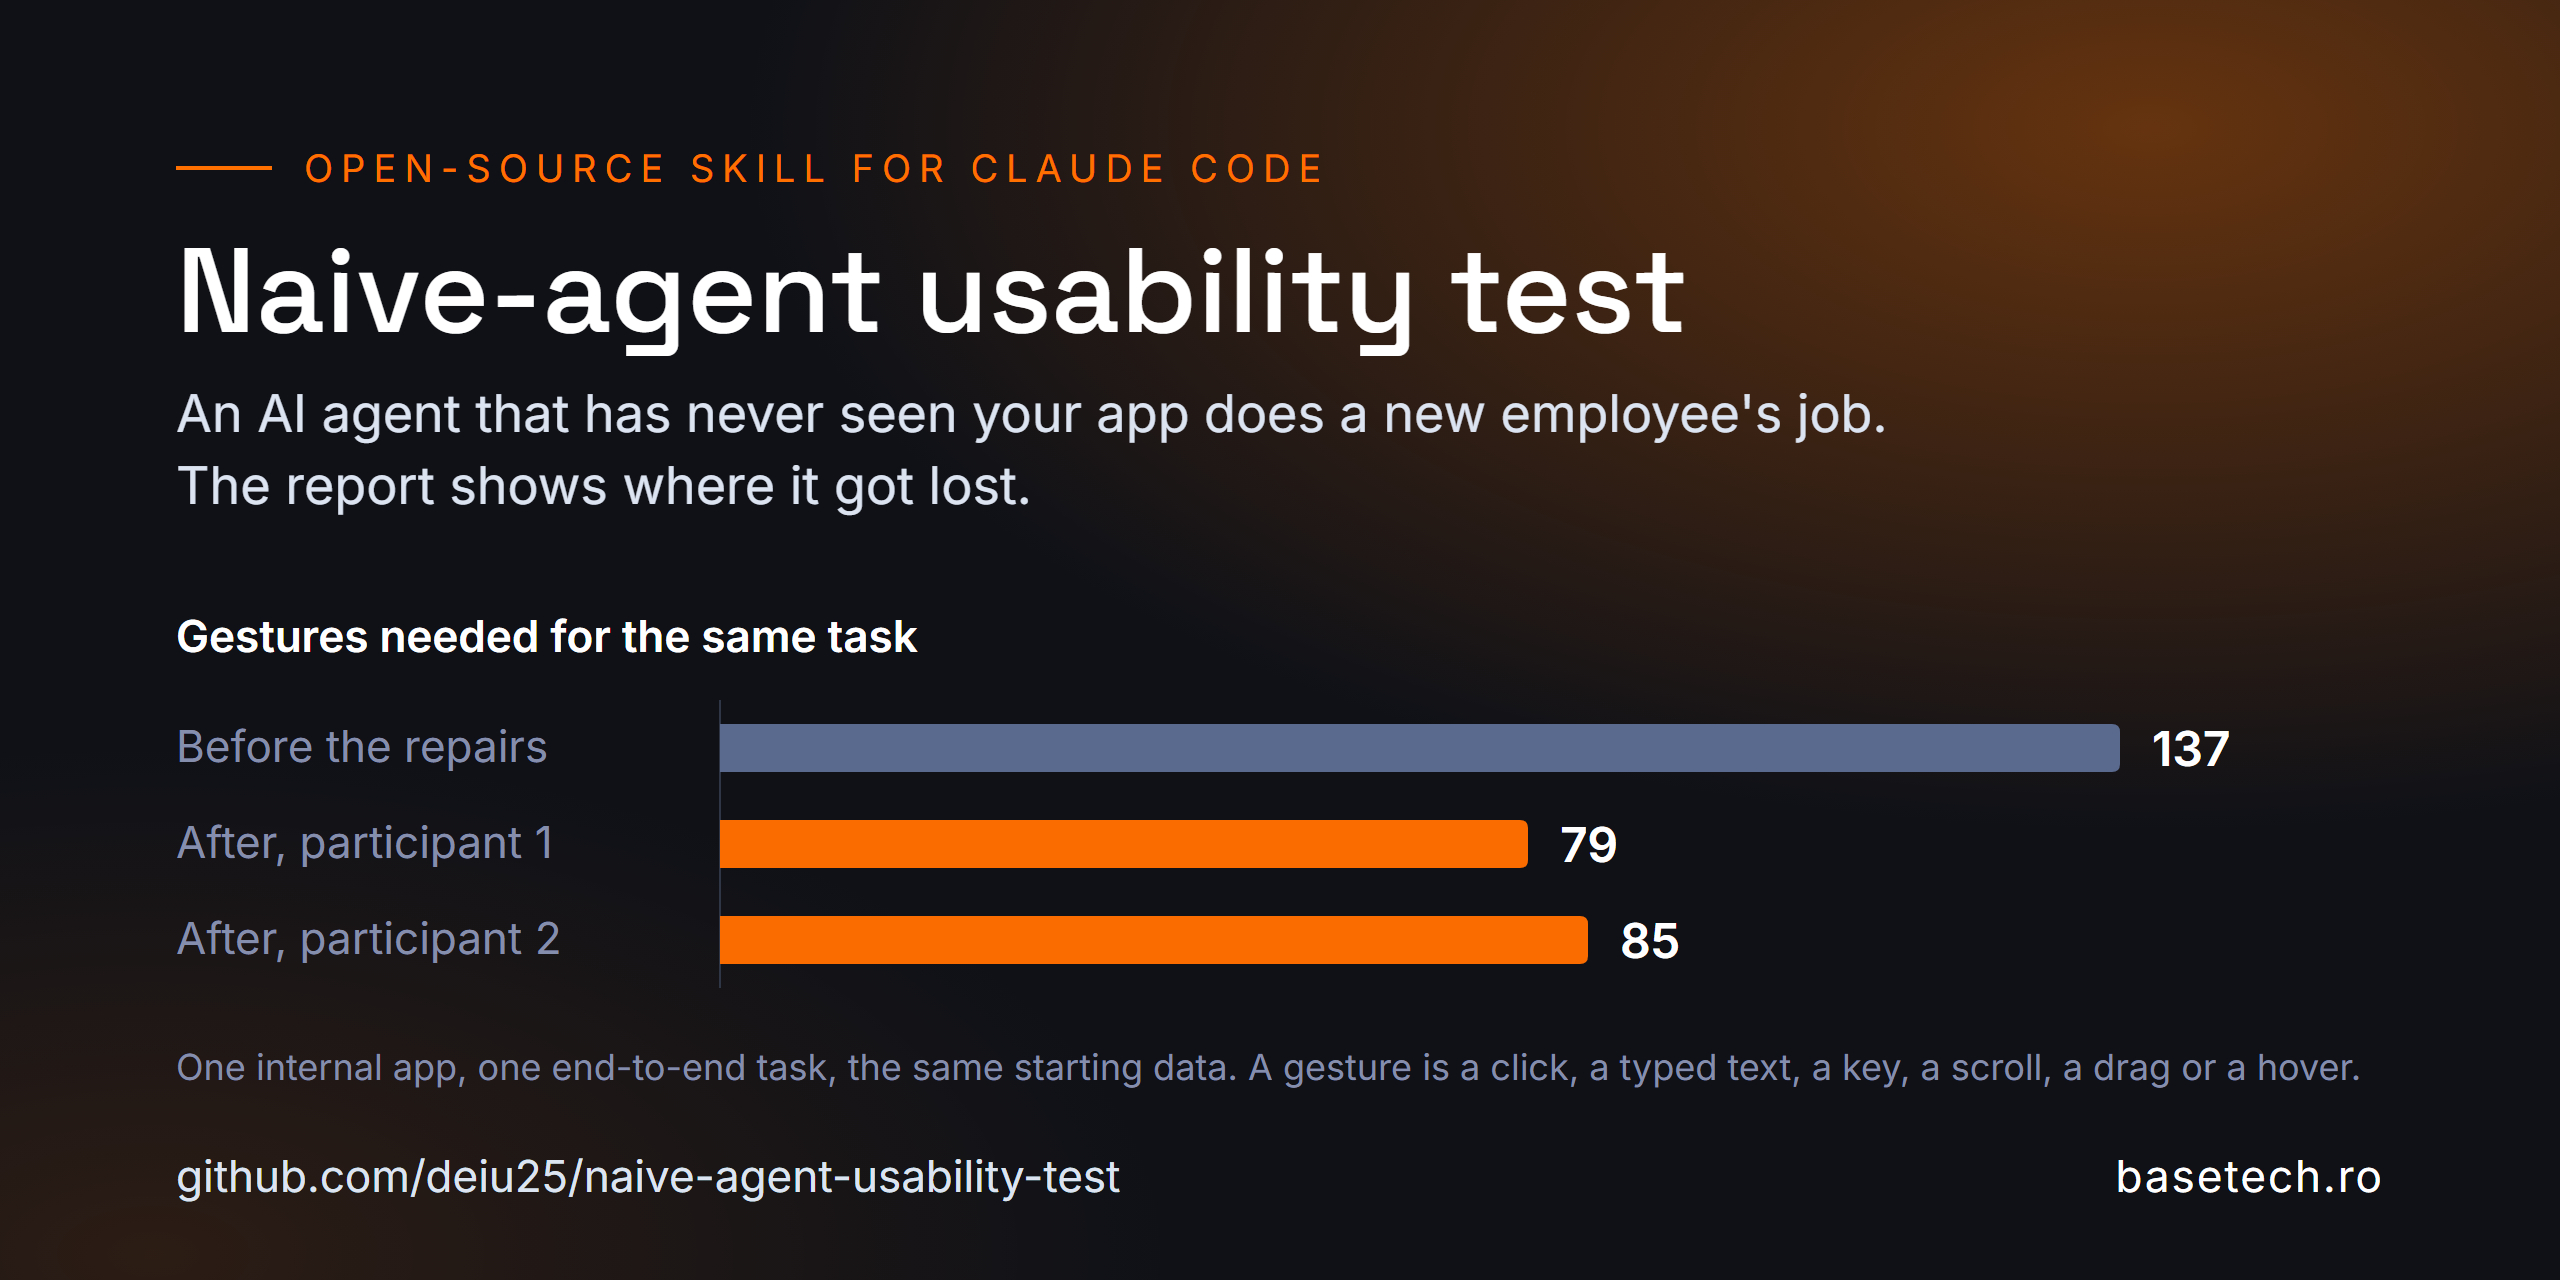 OPEN-SOURCE SKILL FOR CLAUDE CODE
Naive-agent usability test
An AI agent that has never seen your app does a new employee's job.
The report shows where it got lost.
Gestures needed for the same task
Before the repairs 137
After, participant 1 79
After, participant 2 85
One internal app, one end-to-end task, the same starting data. A gesture is a click, a typed text, a key, a scroll, a drag or a hover.
github.com/deiu25/naive-agent-usability-test basetech.ro